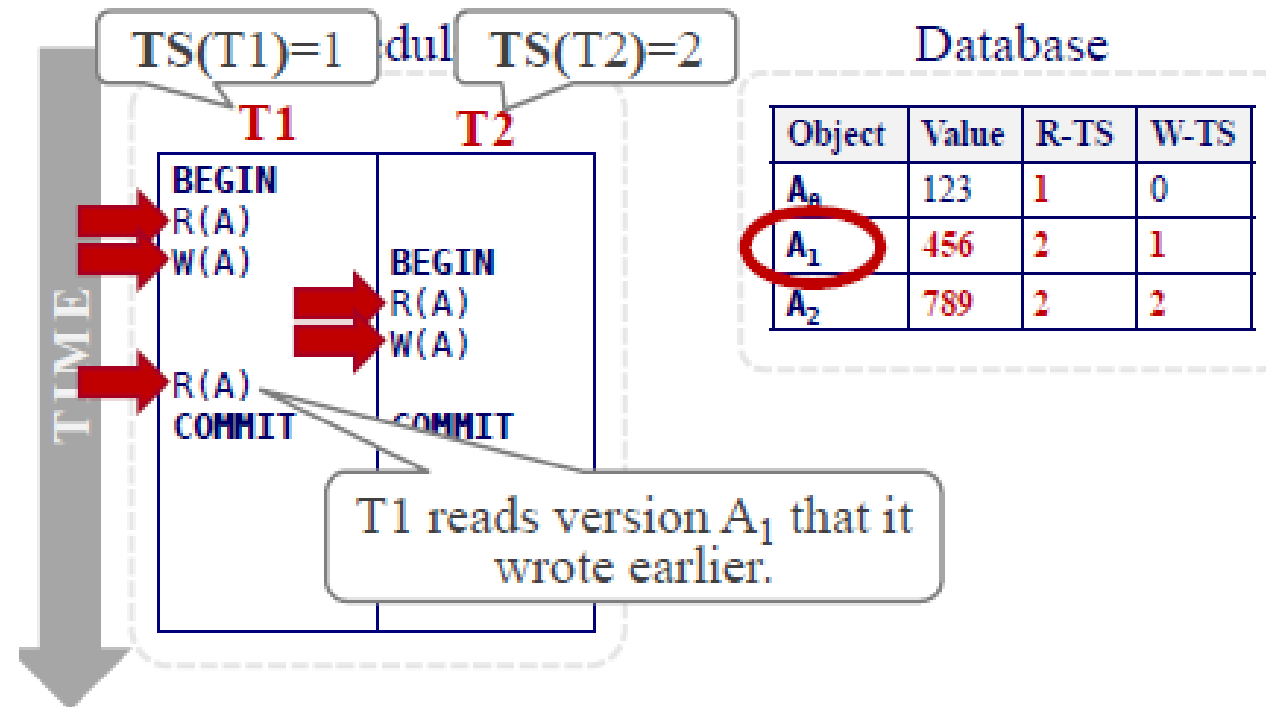 TS(T1)=1
dul
TS(T2)=2
Database
T1
T2
Object Value R-TS W-TS
A0 123 1 0
A1 456 2 1
A2 789 2 2
BEGIN
R(A)
W(A)
BEGIN
R(A)
W(A)
R(A)
COMMIT
COMMIT
TIME
T1 reads version A1 that it
wrote earlier.